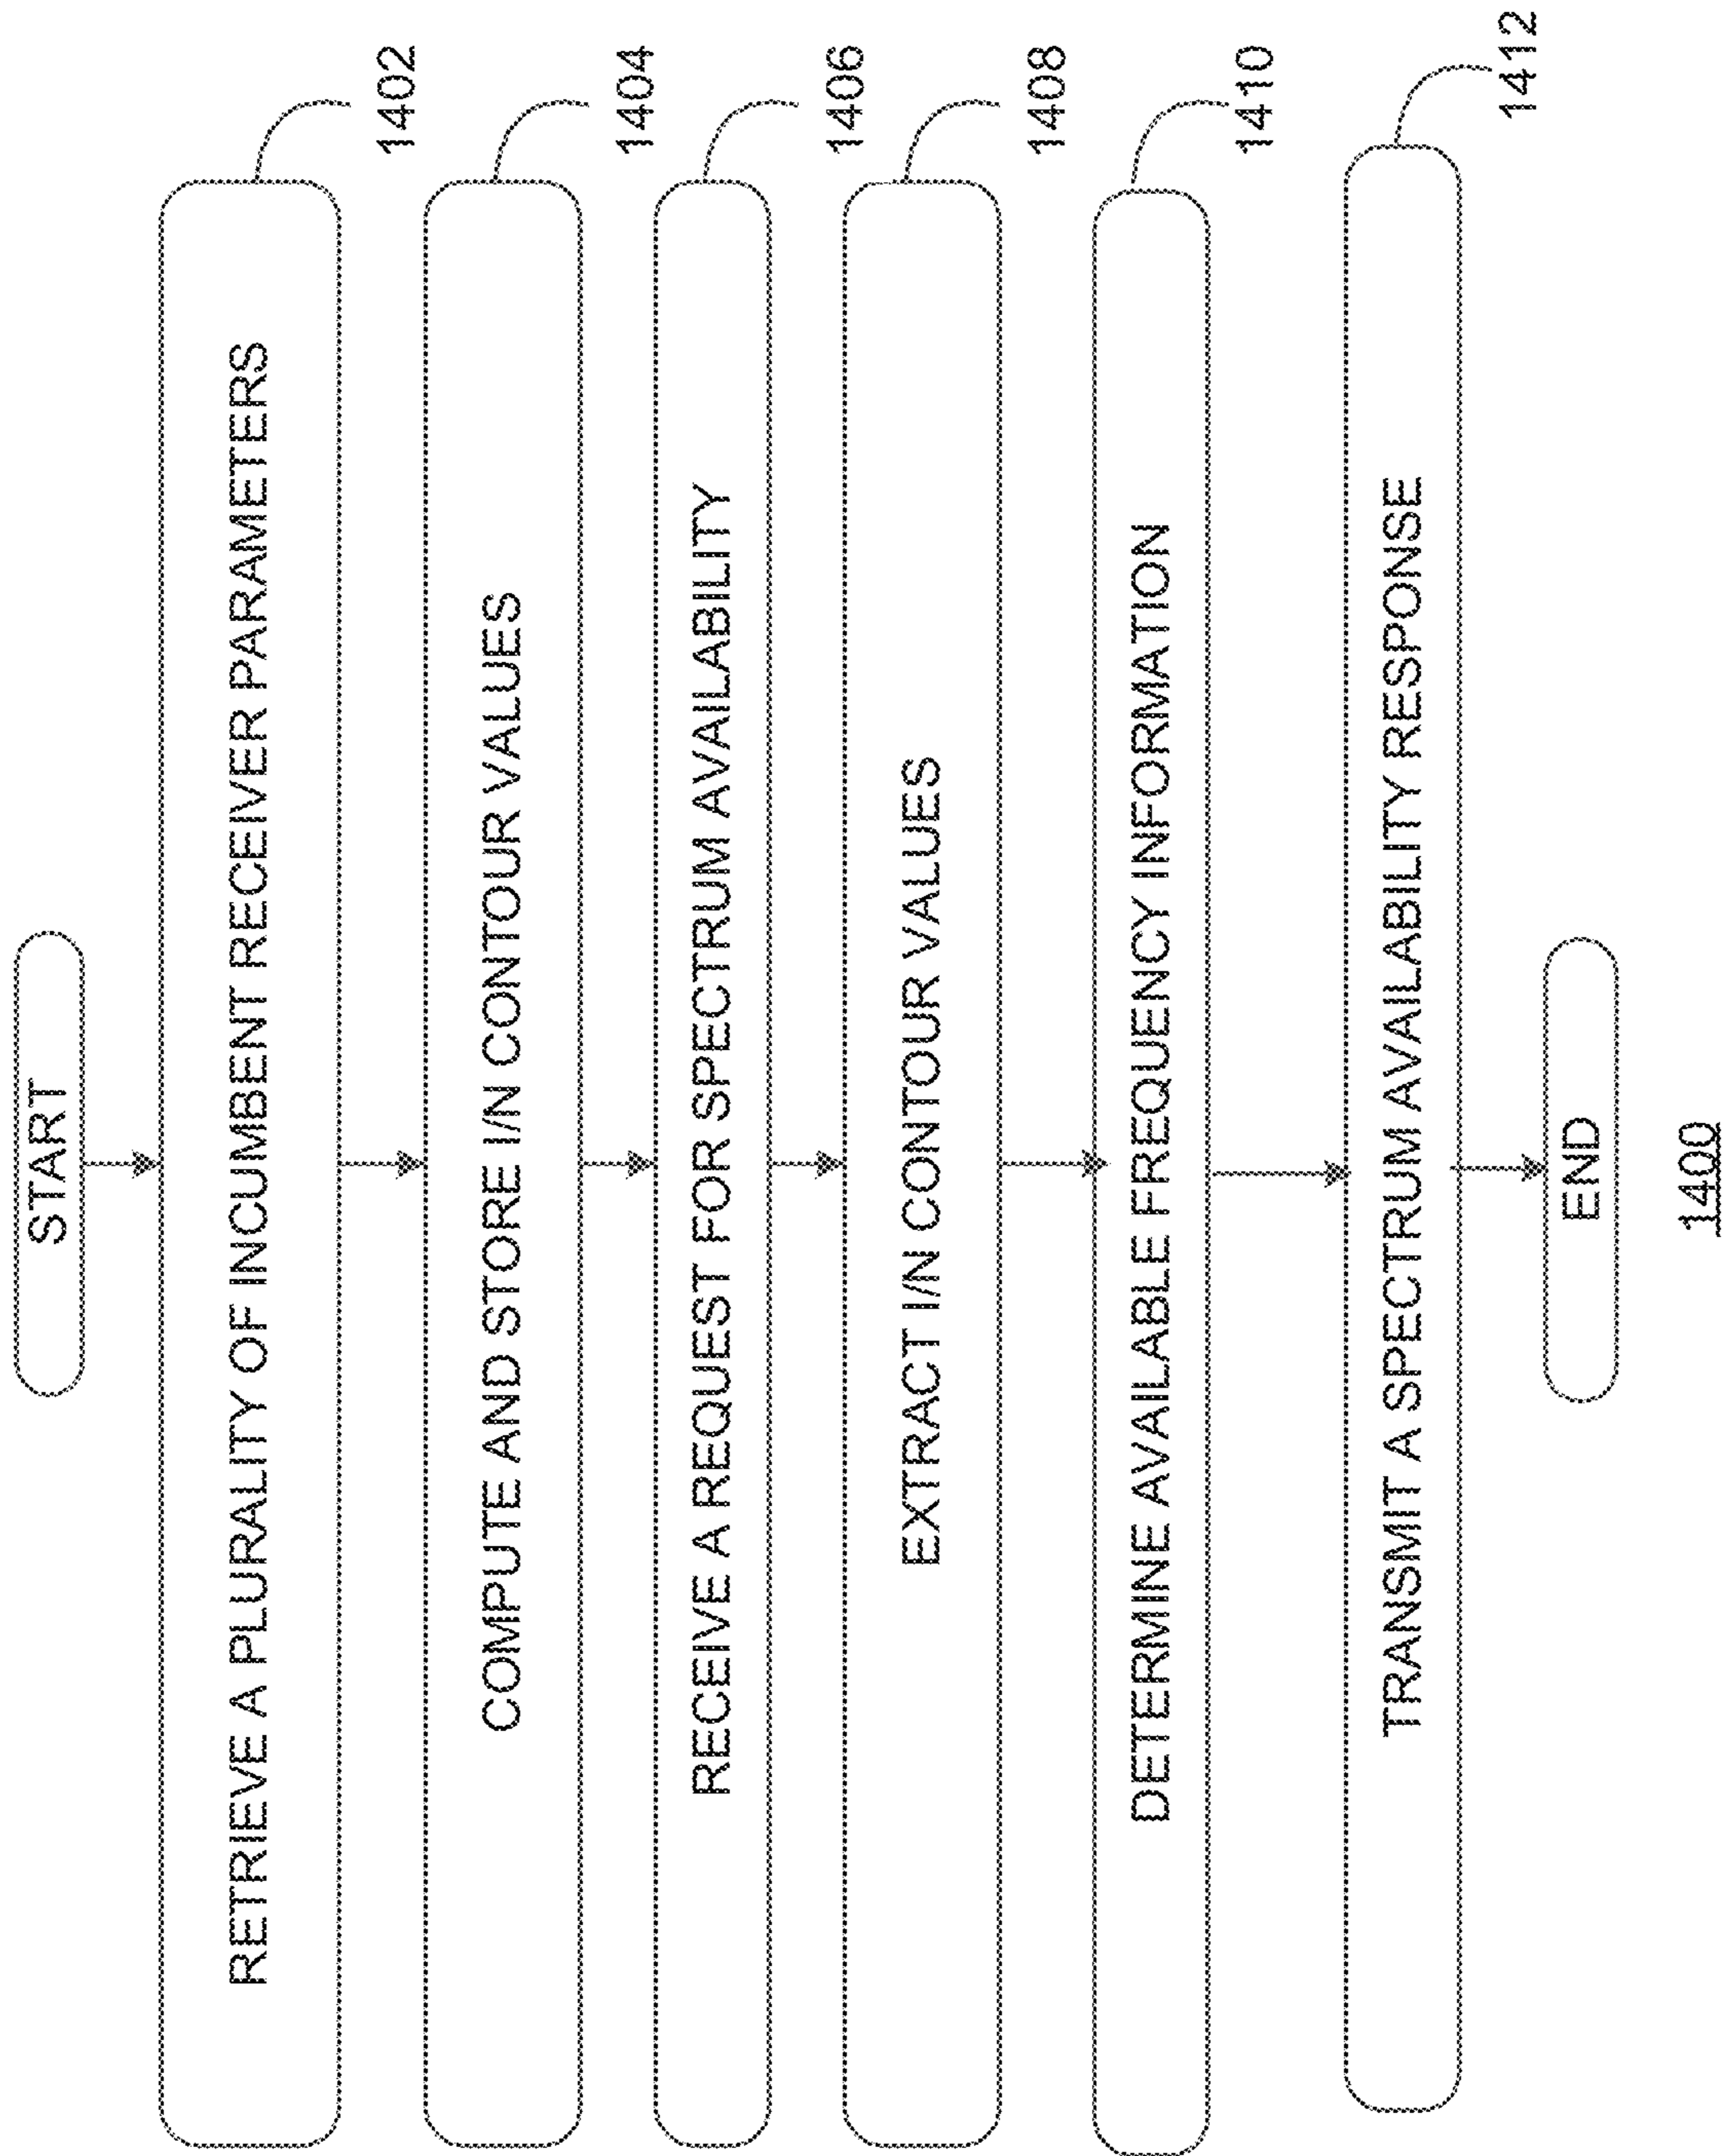 START
RETRIEVE A PLURALITY OF INCUMBENT RECEIVER PARAMETERS
1402
COMPUTE AND STORE I/N CONTOUR VALUES
1404
RECEIVE A REQUEST FOR SPECTRUM AVAILABILITY
1406
EXTRACT I/N CONTOUR VALUES
1408
DETERMINE AVAILABLE FREQUENCY INFORMATION
1410
TRANSMIT A SPECTRUM AVAILABILITY RESPONSE
1412
END
1400